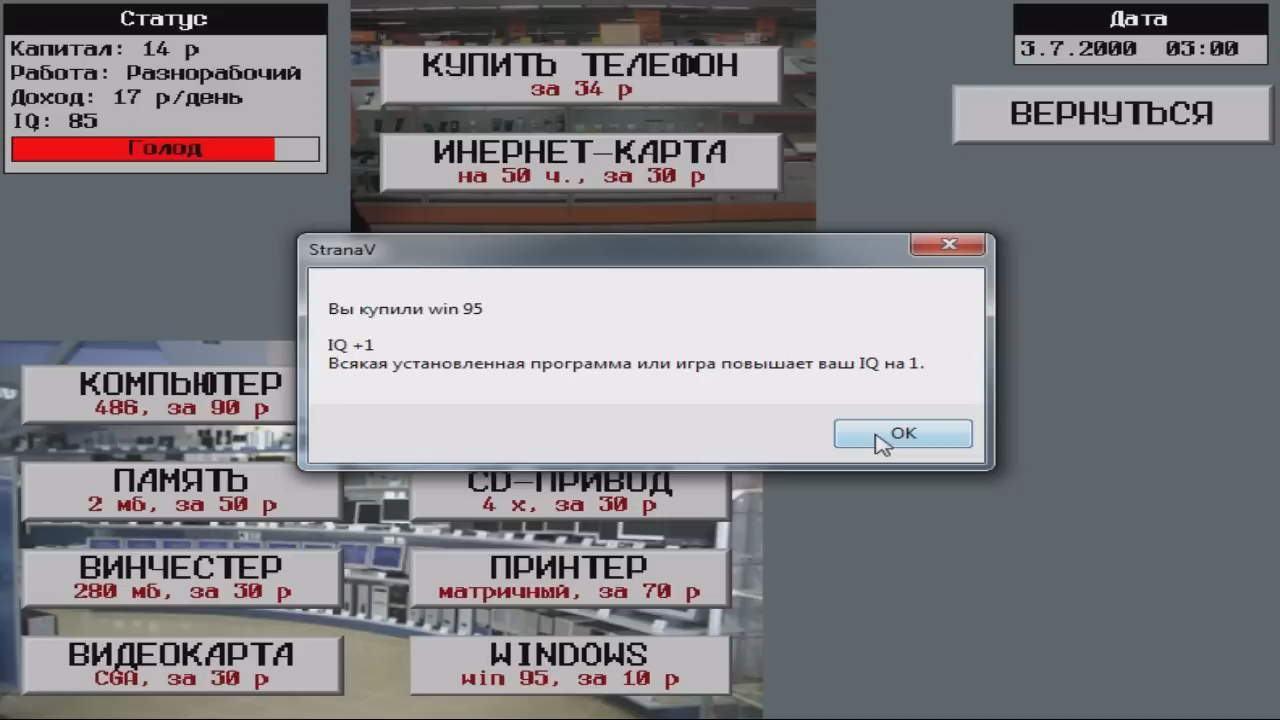 Статус
Капитал: 14 р
Работа: Разнорабочий
Доход: 17 р/день
IQ: 85
Голод
КУПИТЬ ТЕЛЕФОН
за 34 р
ИНЕРНЕТ-КАРТА
на 50 ч., за 30 р
Дата
3.7.2000 03:00
ВЕРНУТЬСЯ
StranaV
Вы купили win 95
IQ +1
Всякая установленная программа или игра повышает ваш IQ на 1.
OK
КОМПЬЮТЕР
486, за 90 р
ПАМЯТЬ
2 мб, за 50 р
CD-ПРИВОД
4 x, за 30 р
ВИНЧЕСТЕР
280 мб, за 30 р
ПРИНТЕР
матричный, за 70 р
ВИДЕОКАРТА
CGA, за 30 р
WINDOWS
win 95, за 10 р